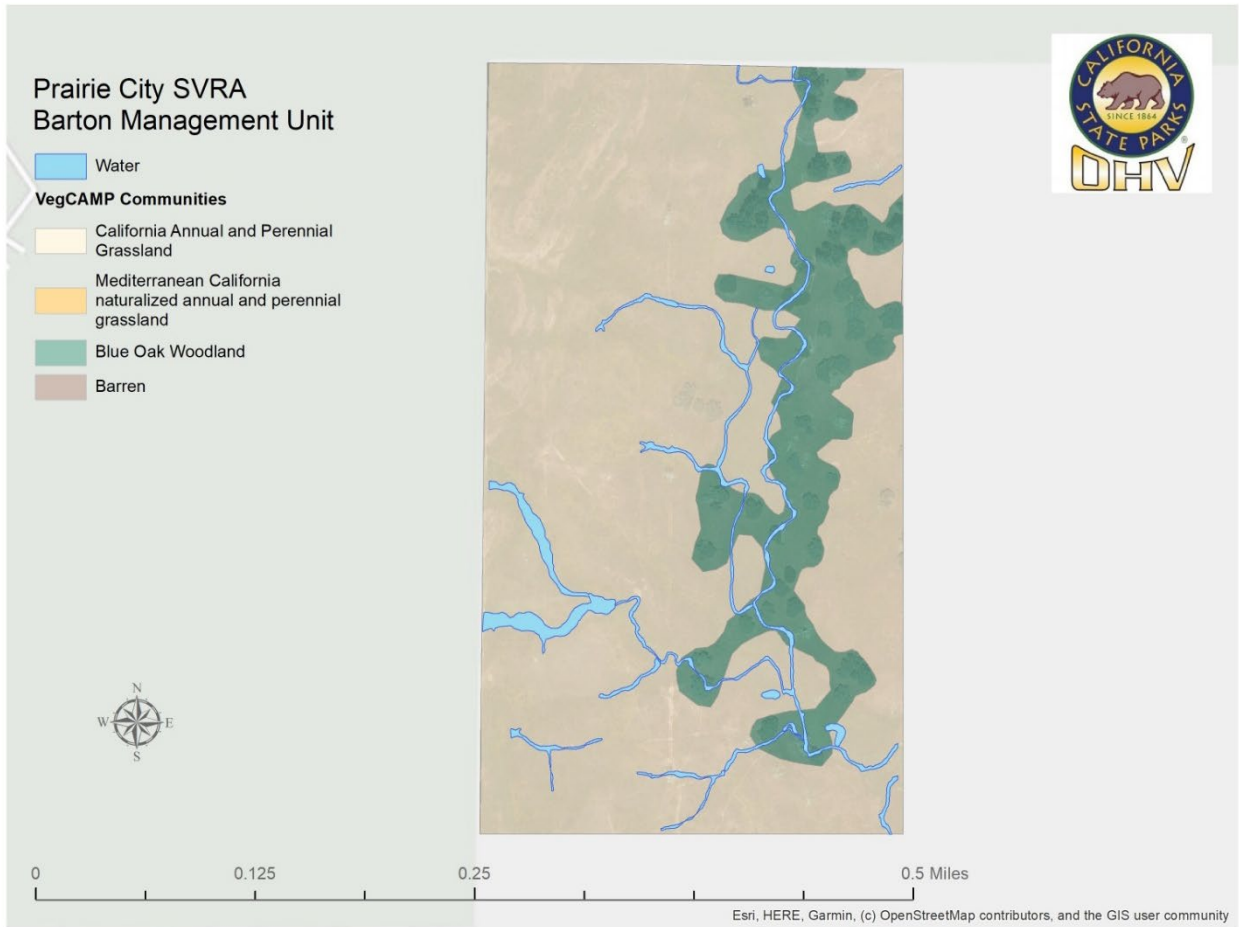 Prairie City SVRA
Barton Management Unit
Water
VegCAMP Communities
California Annual and Perennial
Grassland
Mediterranean California
naturalized annual and perennial
grassland
Blue Oak Woodland
Barren
CALIFORNIA
SINCE 1864
STATE PARKS
OHV
®
N
W E
S
0 0.125 0.25 0.5 Miles
Esri, HERE, Garmin, (c) OpenStreetMap contributors, and the GIS user community